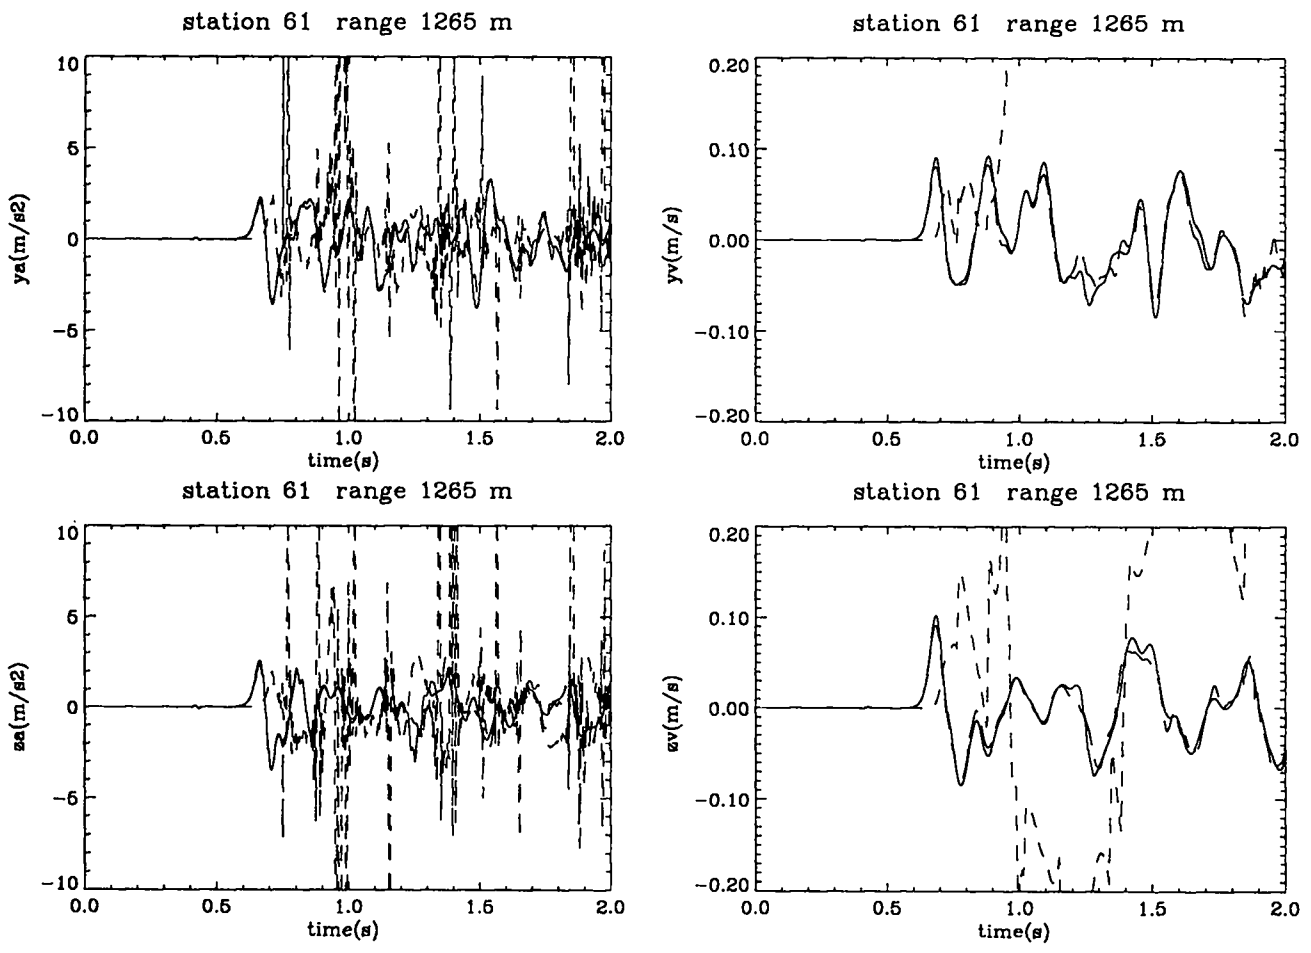 station 61 range 1265 m
station 61 range 1265 m
10
5
0
-5
-10
ya(m/s2)
0.0 0.5 1.0 1.5 2.0
time(s)
0.20
0.10
0.00
-0.10
-0.20
yv(m/s)
0.0 0.5 1.0 1.5 2.0
time(s)
station 61 range 1265 m
station 61 range 1265 m
10
5
0
-5
-10
za(m/s2)
0.0 0.5 1.0 1.5 2.0
time(s)
0.20
0.10
0.00
-0.10
-0.20
zv(m/s)
0.0 0.5 1.0 1.5 2.0
time(s)